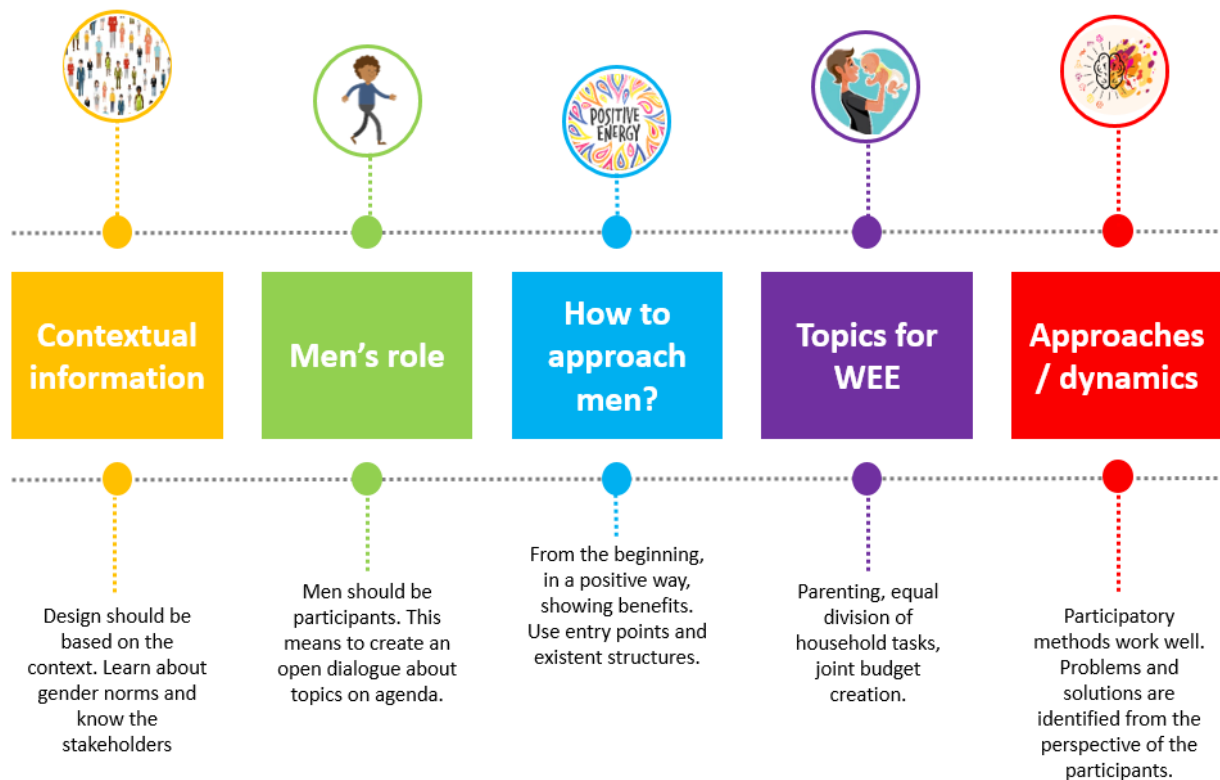 POSITIVE
ENERGY
Contextual
information
Men’s role
How to
approach
men?
Topics for
WEE
Approaches
/ dynamics
Design should be
based on the
context. Learn about
gender norms and
know the
stakeholders
Men should be
participants. This
means to create an
open dialogue about
topics on agenda.
From the beginning,
in a positive way,
showing benefits.
Use entry points and
existent structures.
Parenting, equal
division of
household tasks,
joint budget
creation.
Participatory
methods work well.
Problems and
solutions are
identified from the
perspective of the
participants.